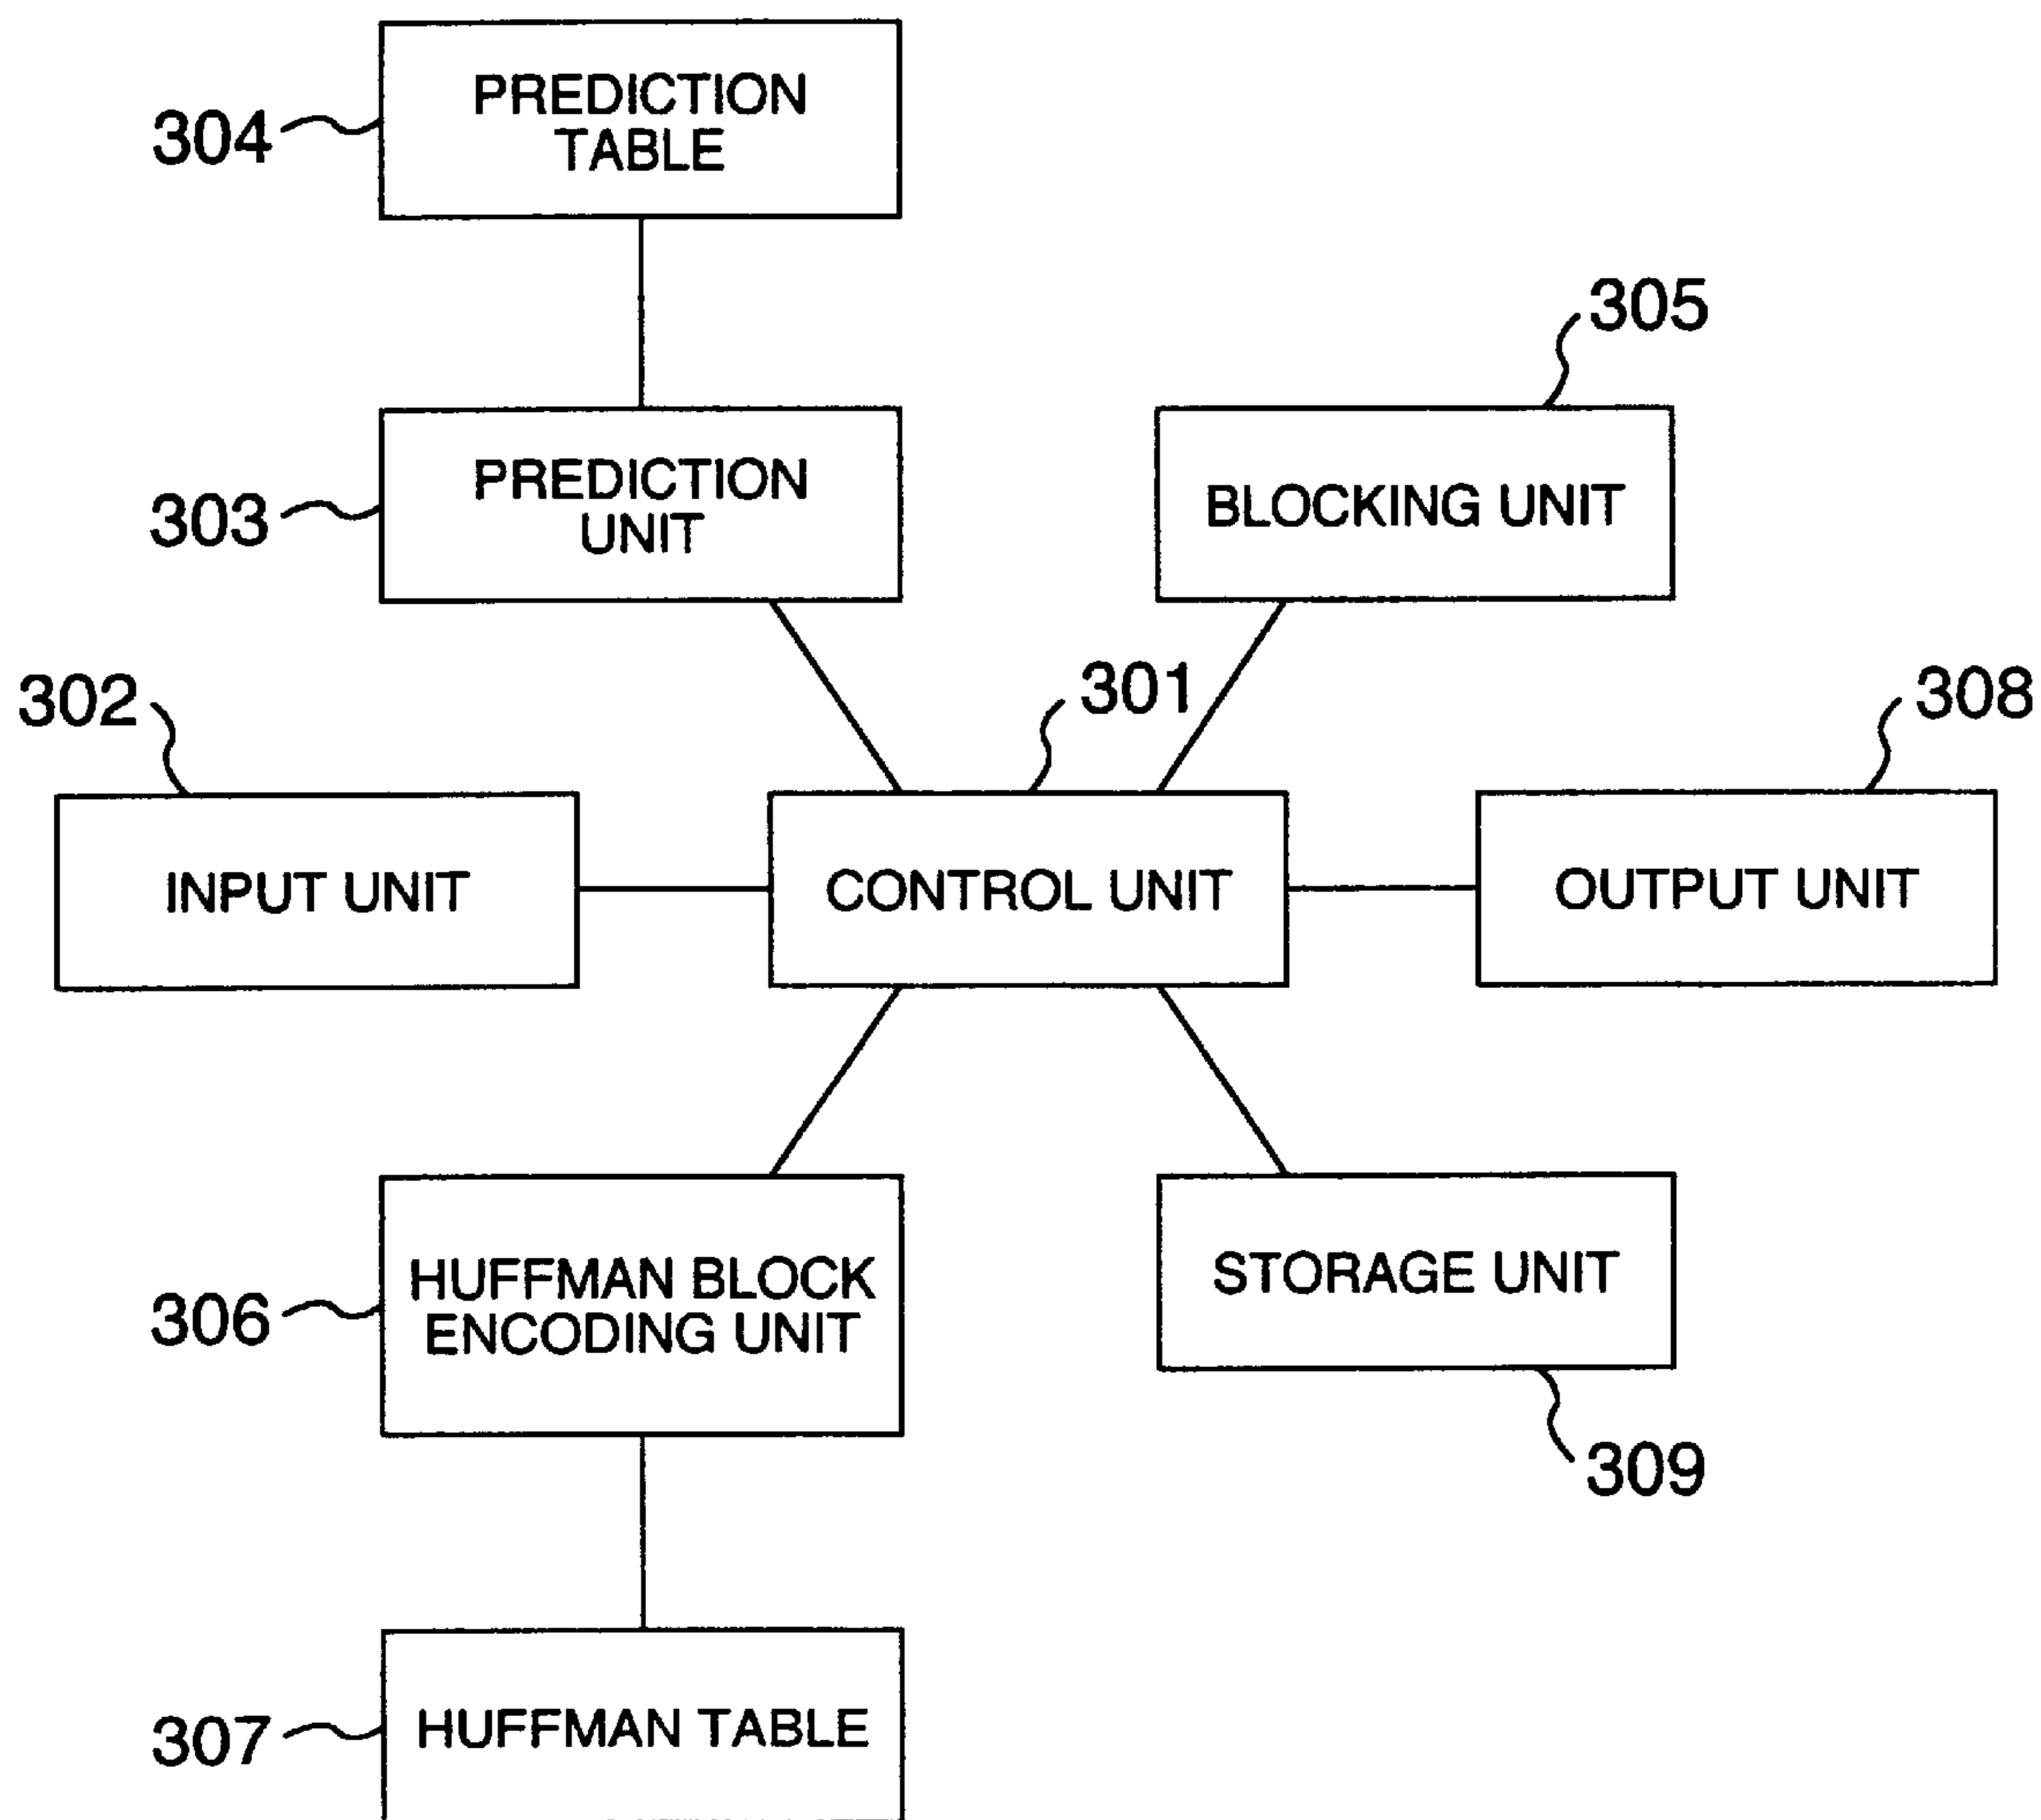 PREDICTION
TABLE
304
305
PREDICTION
UNIT
303
BLOCKING UNIT
302
301
308
INPUT UNIT
CONTROL UNIT
OUTPUT UNIT
HUFFMAN BLOCK
ENCODING UNIT
306
STORAGE UNIT
309
HUFFMAN TABLE
307